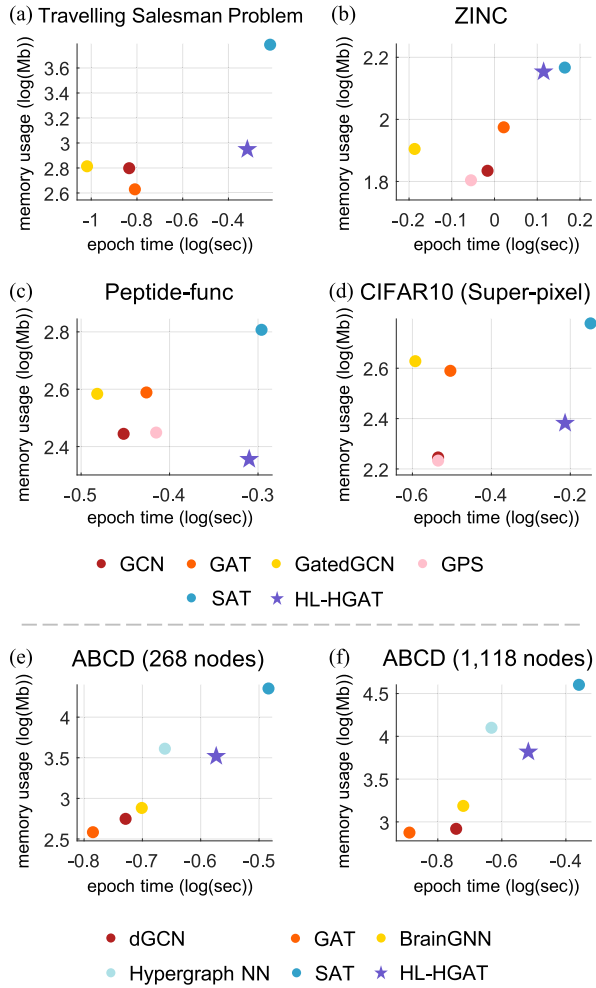 (a) Travelling Salesman Problem
(b) ZINC
memory usage (log(Mb))
3.6
3.4
3.2
3
2.8
2.6
-1 -0.8 -0.6 -0.4
epoch time (log(sec))
memory usage (log(Mb))
2.2
2
1.8
-0.2 -0.1 0 0.1 0.2
epoch time (log(sec))
(c) Peptide-func
(d) CIFAR10 (Super-pixel)
memory usage (log(Mb))
2.8
2.6
2.4
-0.5 -0.4 -0.3
epoch time (log(sec))
memory usage (log(Mb))
2.6
2.4
2.2
-0.6 -0.4 -0.2
epoch time (log(sec))
GCN GAT GatedGCN GPS
SAT HL-HGAT
(e) ABCD (268 nodes)
(f) ABCD (1,118 nodes)
memory usage (log(Mb))
4
3.5
3
2.5
-0.8 -0.7 -0.6 -0.5
epoch time (log(sec))
memory usage (log(Mb))
4.5
4
3.5
3
-0.8 -0.6 -0.4
epoch time (log(sec))
dGCN GAT BrainGNN
Hypergraph NN SAT HL-HGAT